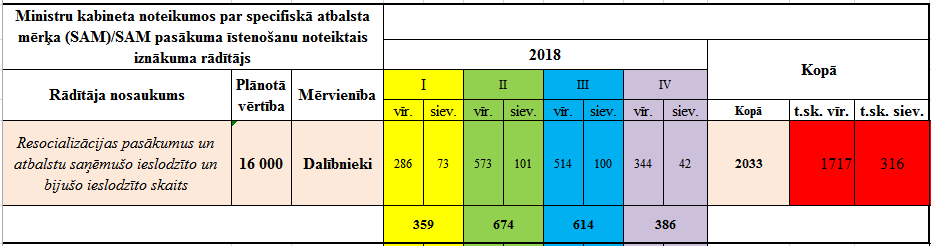 Ministru kabineta noteikumos par specifiskā atbalsta
mērķa (SAM)/SAM pasākuma īstenošanu noteiktais
iznākuma rādītājs
2018
Kopā
Rādītāja nosaukums
Plānotā
vērtība
Mērvienība
I
II
III
IV
vīr. siev. vīr. siev. vīr. siev. vīr. siev.
Kopā t.sk. vīr. t.sk. siev.
Resocializācijas pasākumus un
atbalstu saņēmušo ieslodzīto un
bijušo ieslodzīto skaits
16 000 Dalībnieki 286 73 573 101 514 100 344 42 2033 1717 316
359 674 614 386